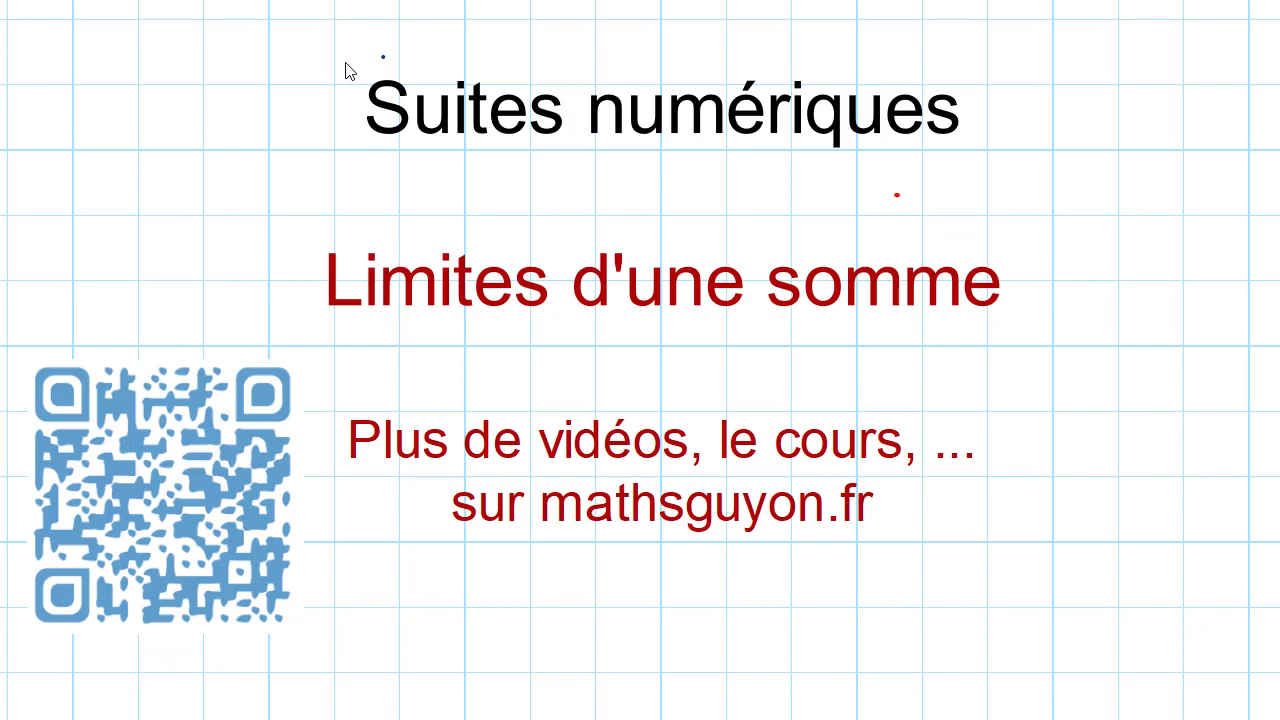 Suites numériques
Limites d'une somme
Plus de vidéos, le cours, ...
sur mathsguyon.fr